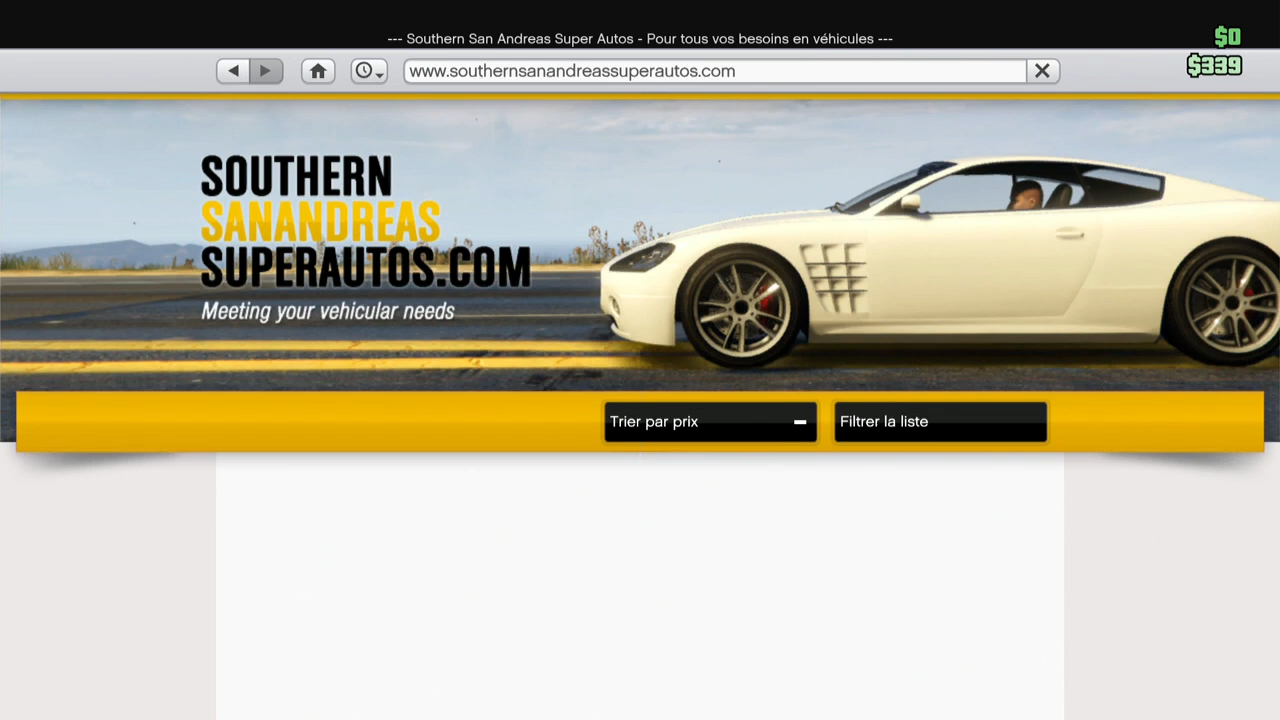 --- Southern San Andreas Super Autos - Pour tous vos besoins en véhicules ---
$0
$339
www.southernsanandreassuperautos.com
SOUTHERN
SANANDREAS
SUPERAUTOS.COM
Meeting your vehicular needs
Trier par prix
Filtrer la liste